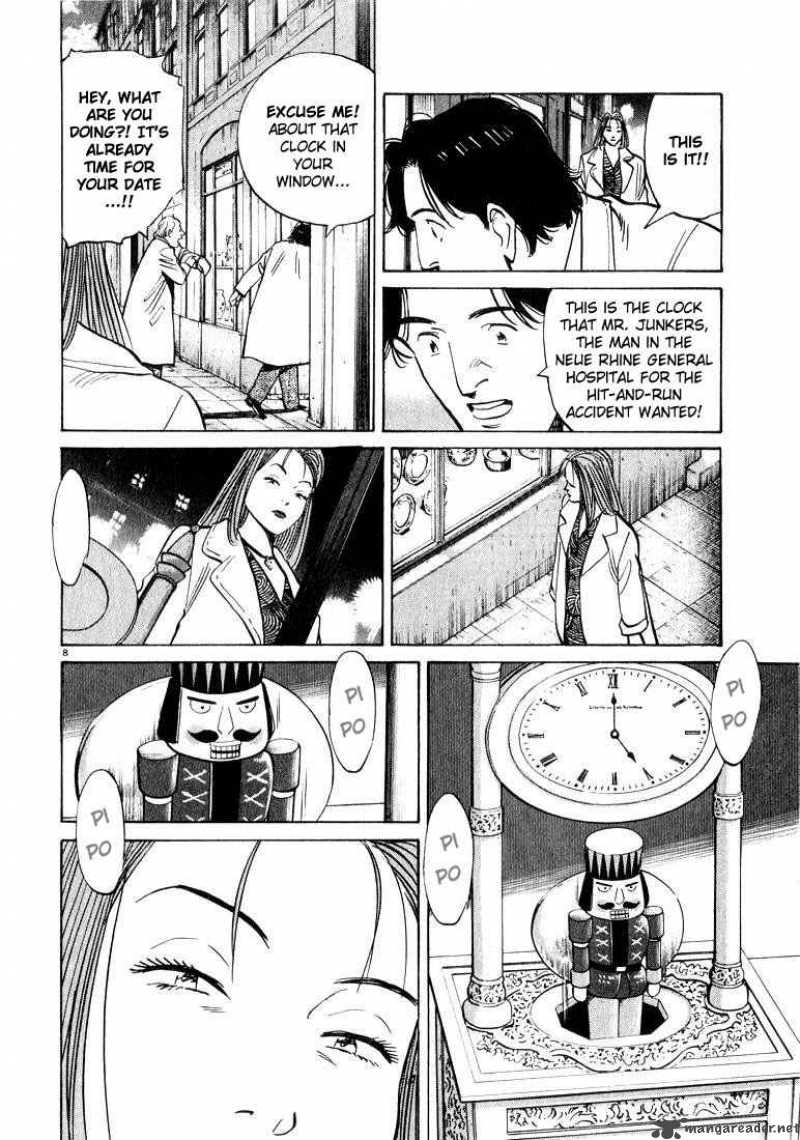 THIS
IS IT!!
EXCUSE ME!
ABOUT THAT
CLOCK IN
YOUR
WINDOW...
HEY, WHAT
ARE YOU
DOING?! IT'S
ALREADY
TIME FOR
YOUR DATE
...!!
THIS IS THE CLOCK
THAT MR. JUNKERS,
THE MAN IN THE
NEUE RHINE GENERAL
HOSPITAL FOR THE
HIT-AND-RUN
ACCIDENT WANTED!
8
PI
PO
PI
PO
PI
PO
PI
PO
mangareader.net